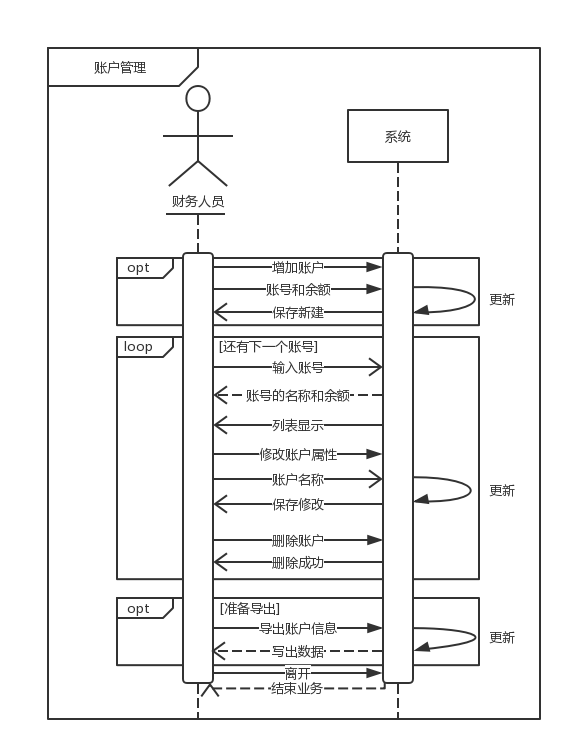 账户管理
系统
财务人员
opt
增加账户
账号和余额
更新
保存新建
loop
[还有下一个账号]
输入账号
账号的名称和余额
列表显示
修改账户属性
账户名称
更新
保存修改
删除账户
删除成功
opt
[准备导出]
导出账户信息
更新
写出数据
离开
结束业务